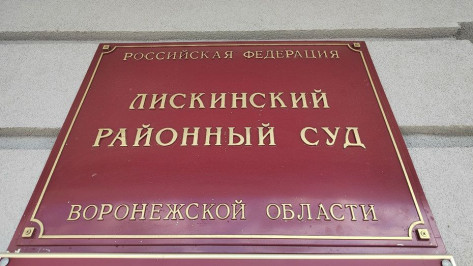 РОССИЙСКАЯ ФЕДЕРАЦИЯ
ЛИСКИНСКИЙ
РАЙОННЫЙ СУД
ВОРОНЕЖСКОЙ ОБЛАСТИ